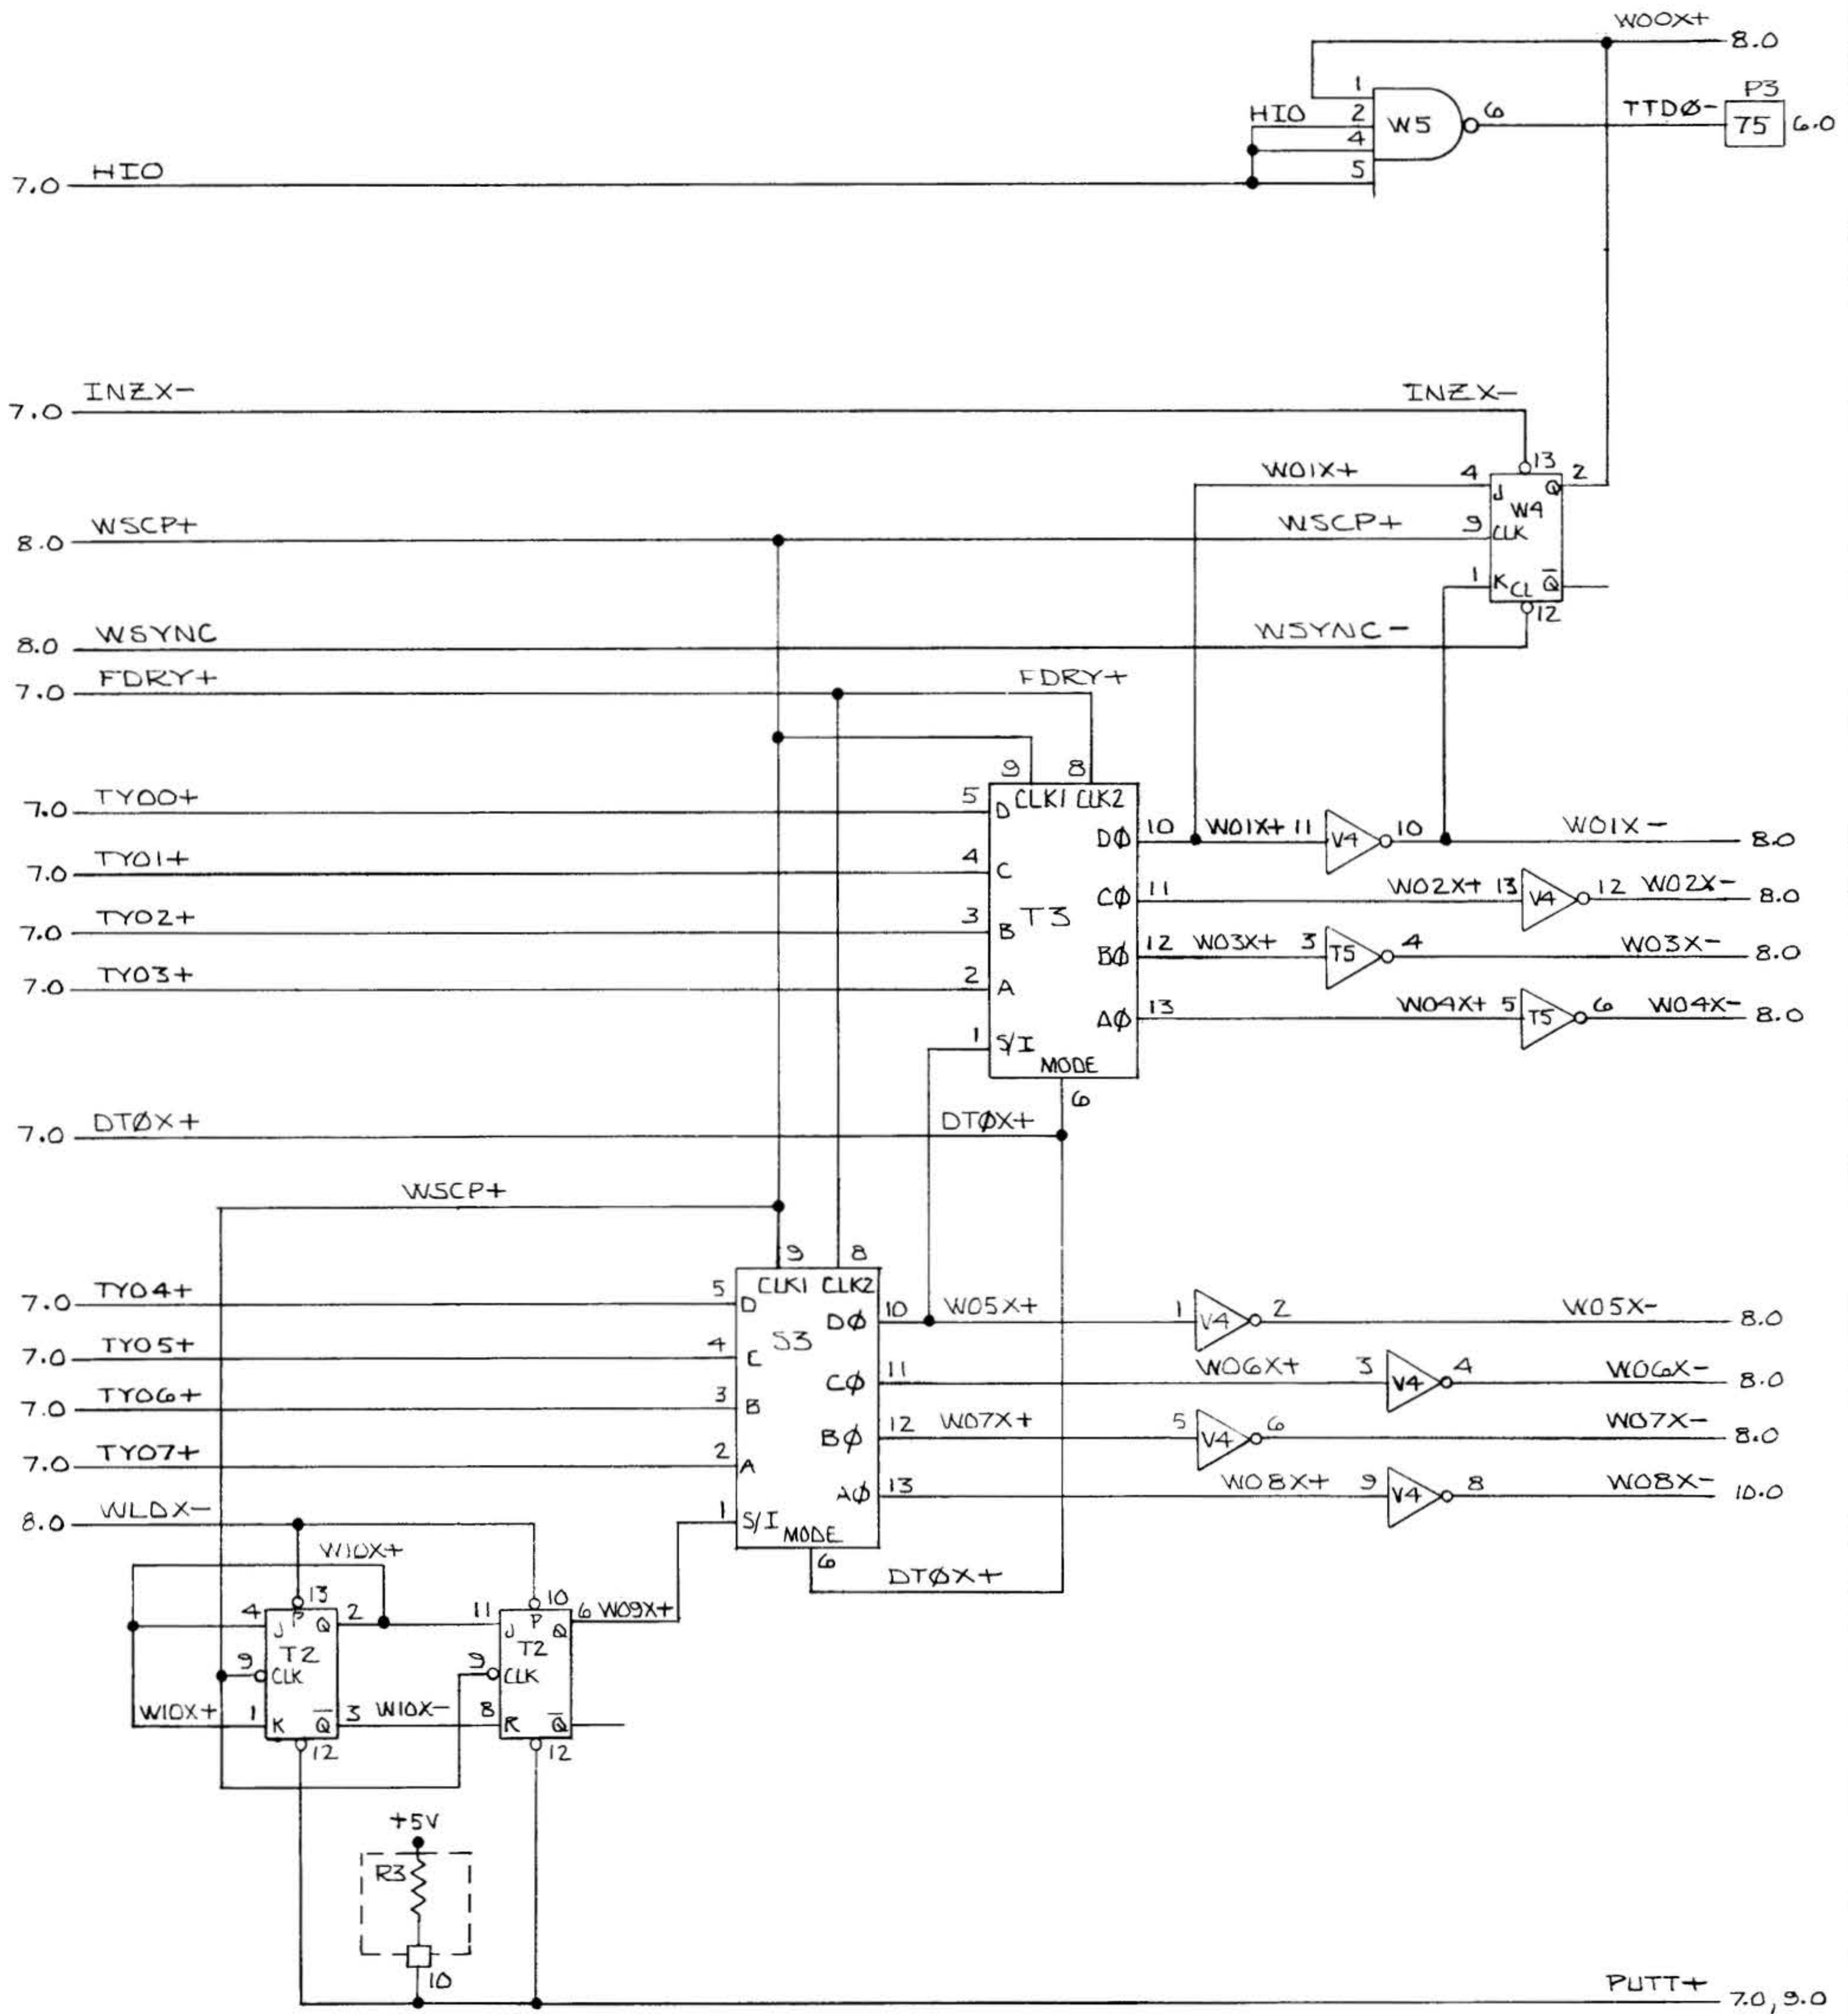 W00X+
8.0
P3
1
HIO 2 W5 6 TTDØ- 75 6.0
4
5
7.0 HIO
7.0 INZX- INZX-
13
W01X+ 4 J Q 2
W4
8.0 WSCP+ WSCP+ 9 CLK
1 K CL Q̅
12
8.0 WSYNC WSYNC-
7.0 FDRY+ FDRY+
9 8
7.0 TY00+ 5 D CLK1 CLK2
DØ 10 W01X+ 11 V4 10 W01X- 8.0
7.0 TY01+ 4 C
CØ 11 W02X+ 13 V4 12 W02X- 8.0
7.0 TY02+ 3 B T3
BØ 12 W03X+ 3 T5 4 W03X- 8.0
7.0 TY03+ 2 A
AØ 13 W04X+ 5 T5 6 W04X- 8.0
1 S/I
MODE
6
7.0 DTØX+ DTØX+
WSCP+
9 8
7.0 TY04+ 5 D CLK1 CLK2
DØ 10 W05X+ 1 V4 2 W05X- 8.0
S3
7.0 TY05+ 4 C
CØ 11 W06X+ 3 V4 4 W06X- 8.0
7.0 TY06+ 3 B
BØ 12 W07X+ 5 V4 6 W07X- 8.0
7.0 TY07+ 2 A
AØ 13 W08X+ 9 V4 8 W08X- 10.0
8.0 WLDX- 1 S/I MODE
6
W10X+ DTØX+
13 10
4 J P Q 2 11 J P Q 6 W09X+
T2 T2
9 CLK 9 CLK
W10X+ 1 K Q̅ 3 W10X- 8 R Q̅
12 12
+5V
R3
10
PUTT+ 7.0, 9.0